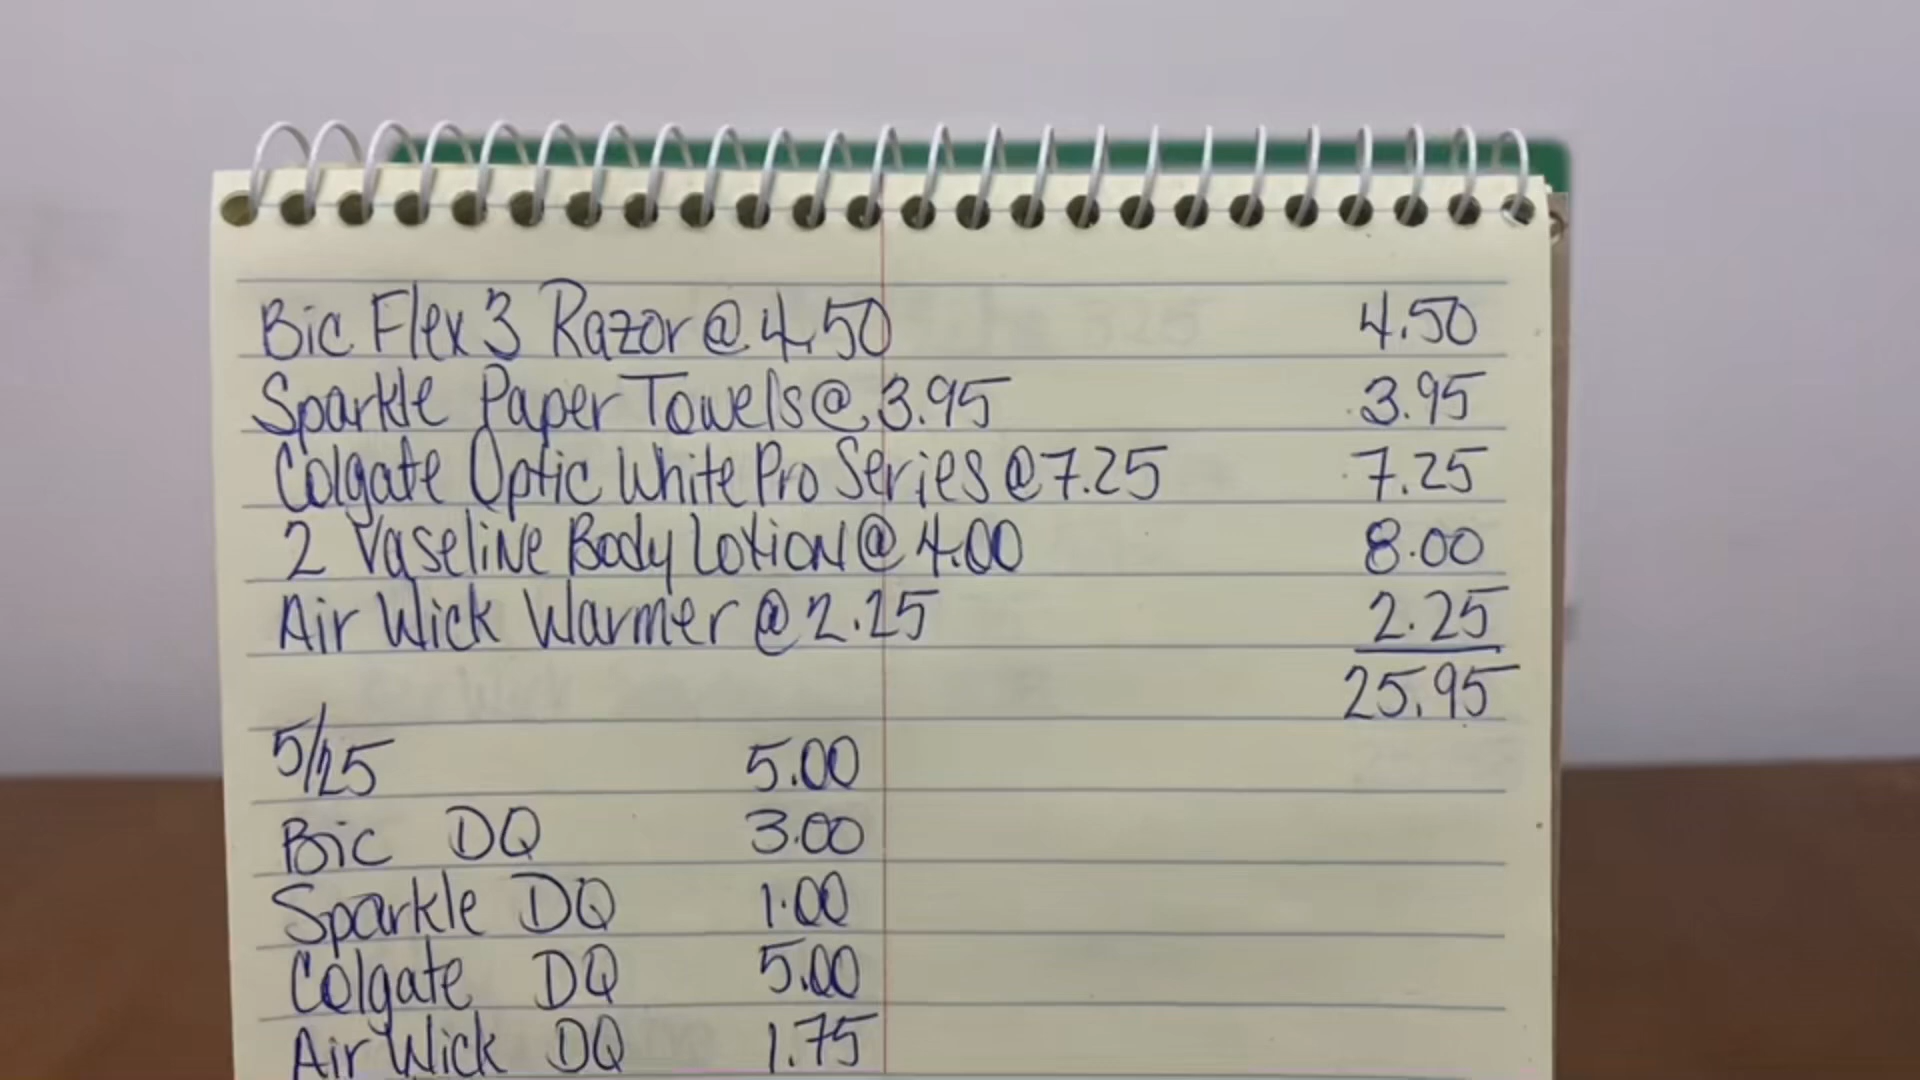 Bic Flex 3 Razor @ 4.50 4.50
Sparkle Paper Towels @ 3.95 3.95
Colgate Optic White Pro Series @ 7.25 7.25
2 Vaseline Body Lotion @ 4.00 8.00
Air Wick Warmer @ 2.25 2.25
25.95
5/25 5.00
Bic DQ 3.00
Sparkle DQ 1.00
Colgate DQ 5.00
Air Wick DQ 1.75